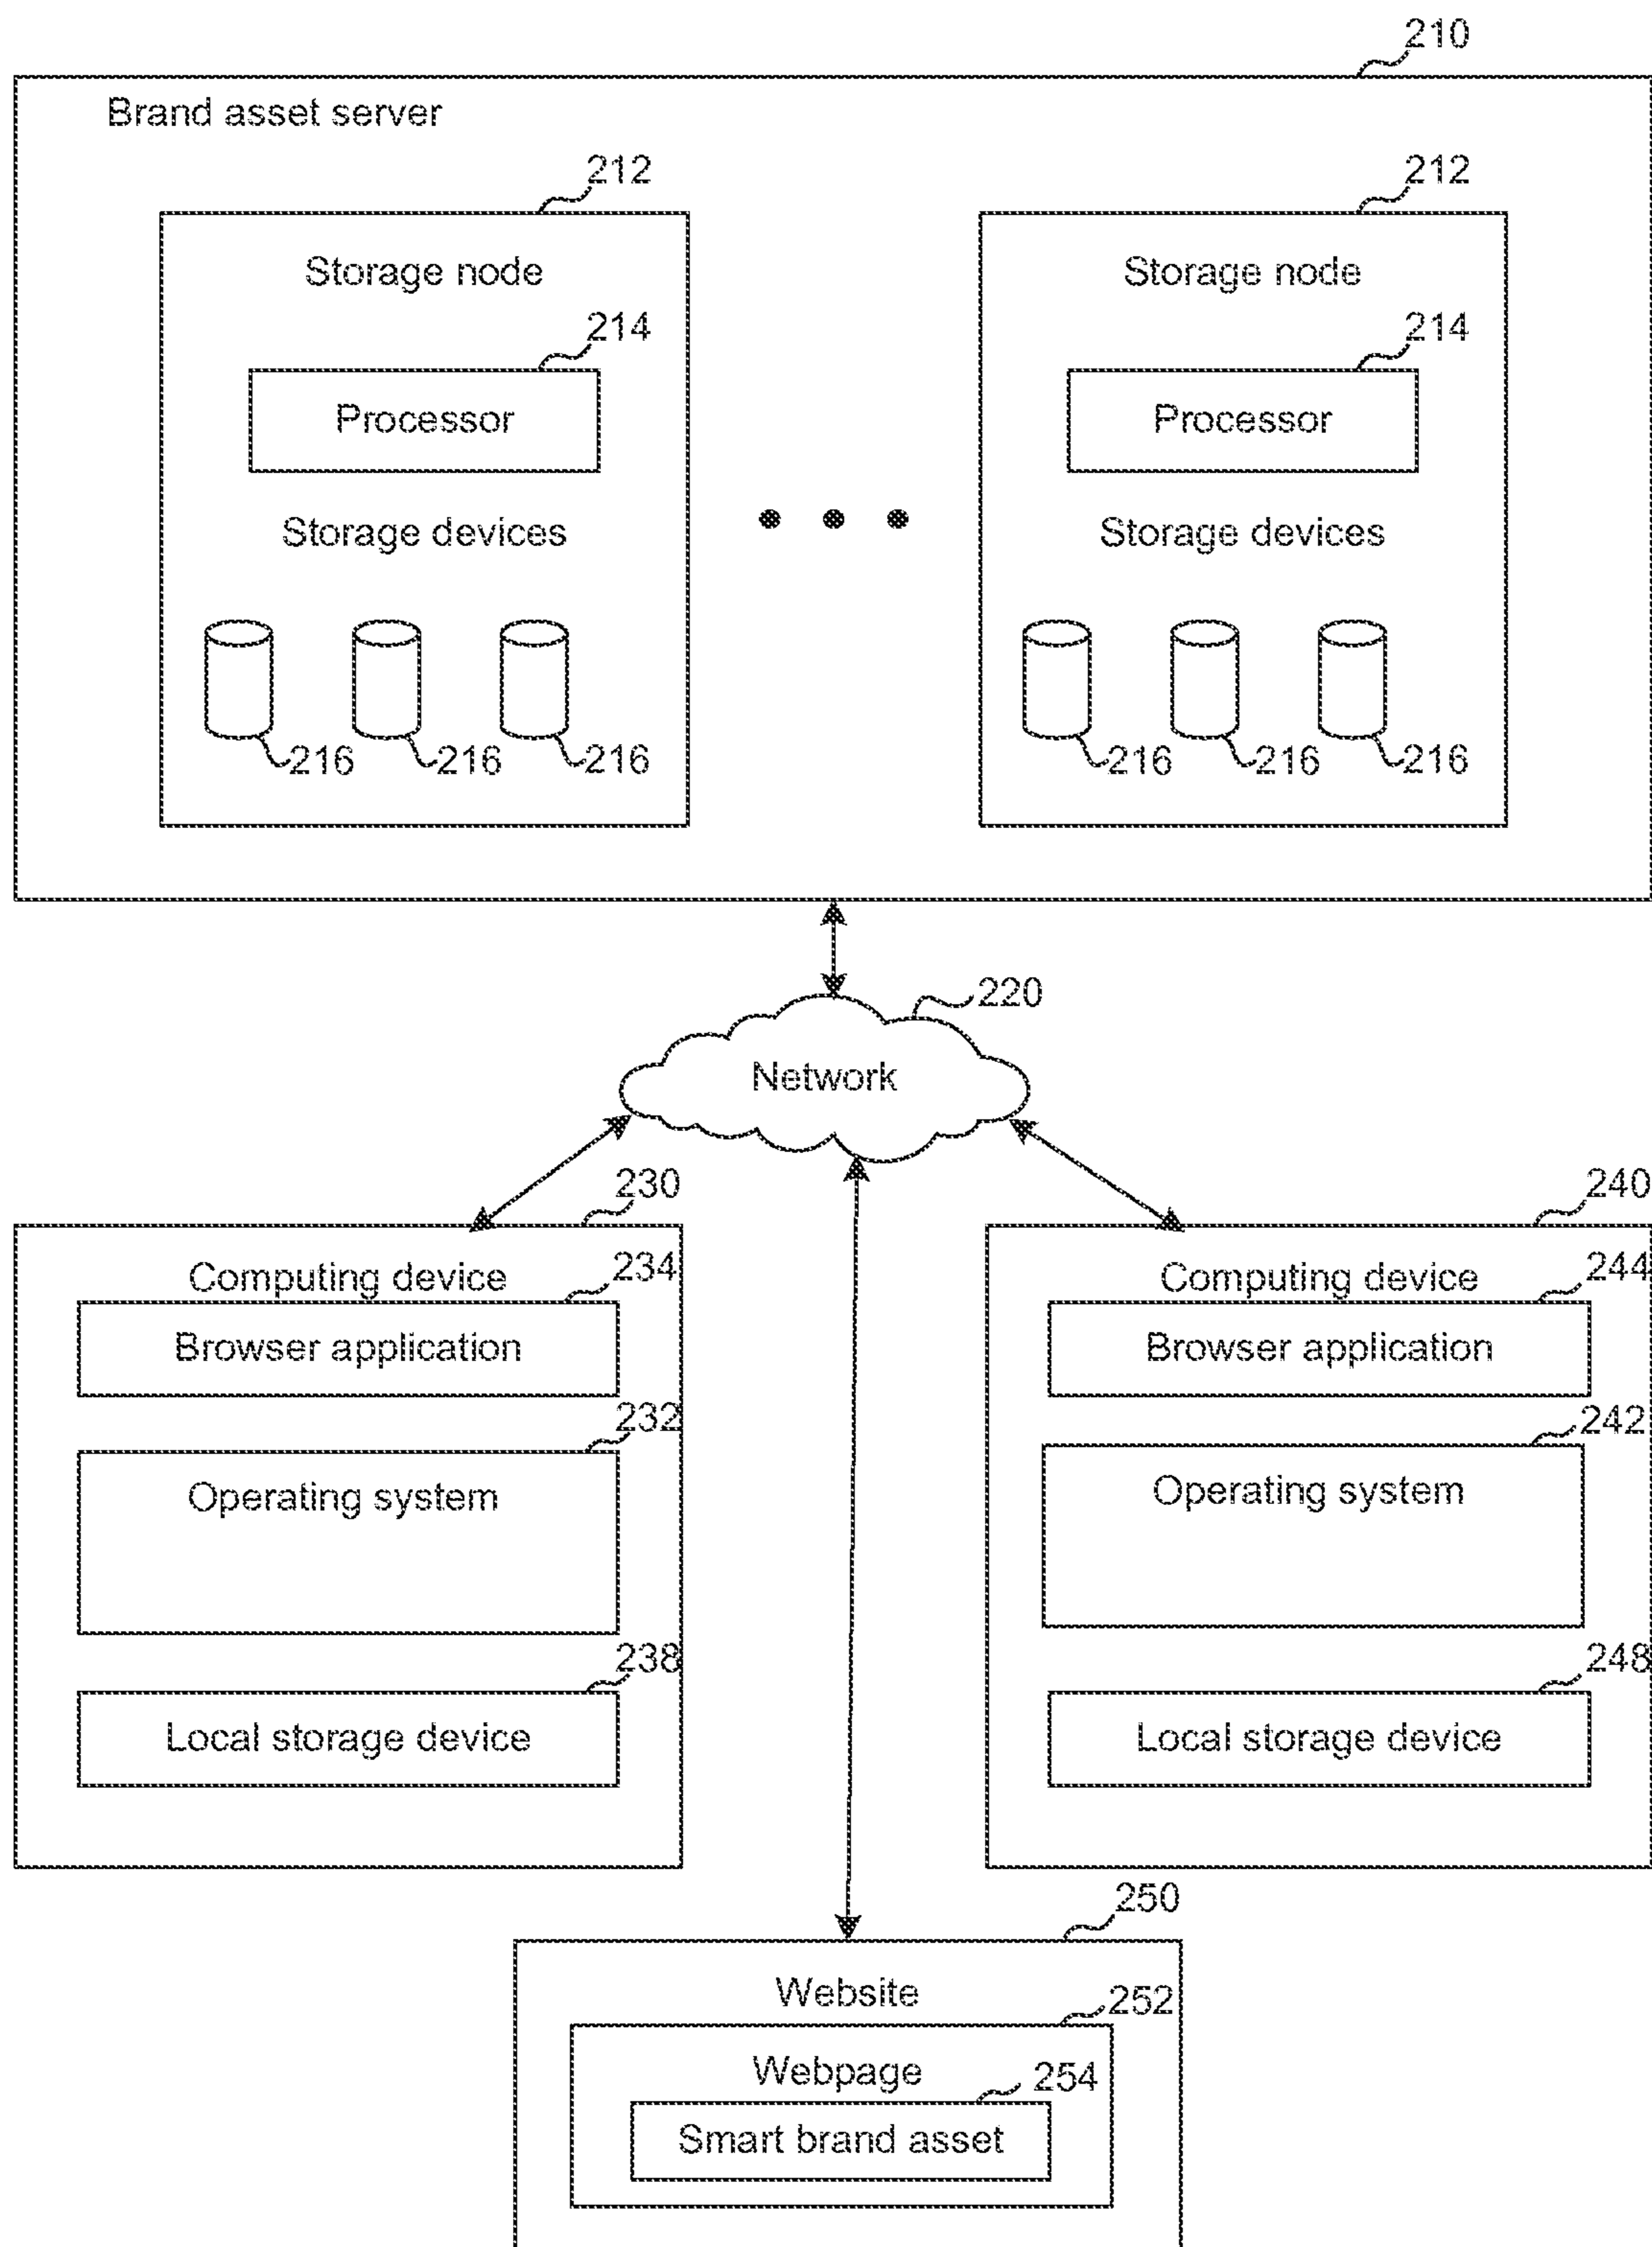 210
Brand asset server
212
212
Storage node
Storage node
214
214
Processor
Processor
Storage devices
Storage devices
216
216
216
216
216
216
220
Network
230
240
Computing device
234
Browser application
232
Operating system
238
Local storage device
Computing device
244
Browser application
242
Operating system
248
Local storage device
250
Website
252
Webpage
254
Smart brand asset